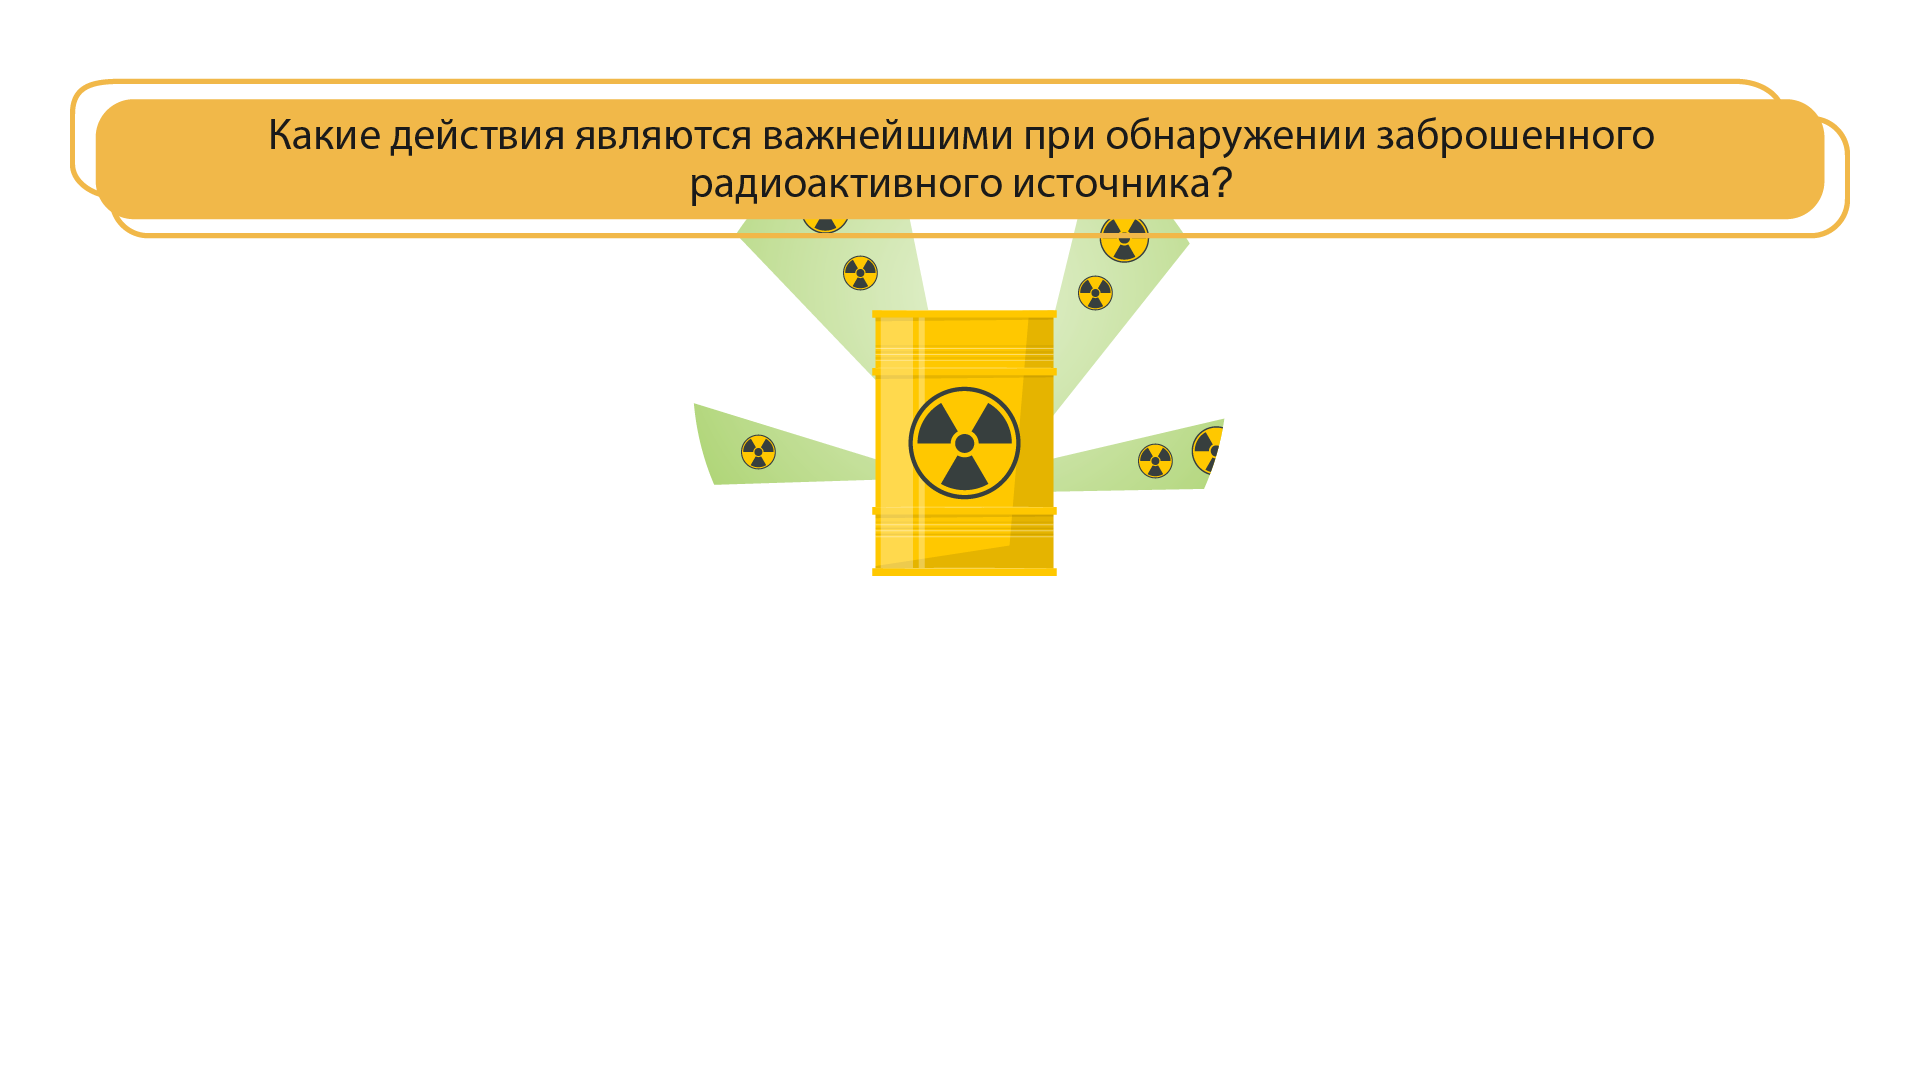 Какие действия являются важнейшими при обнаружении заброшенного
радиоактивного источника?